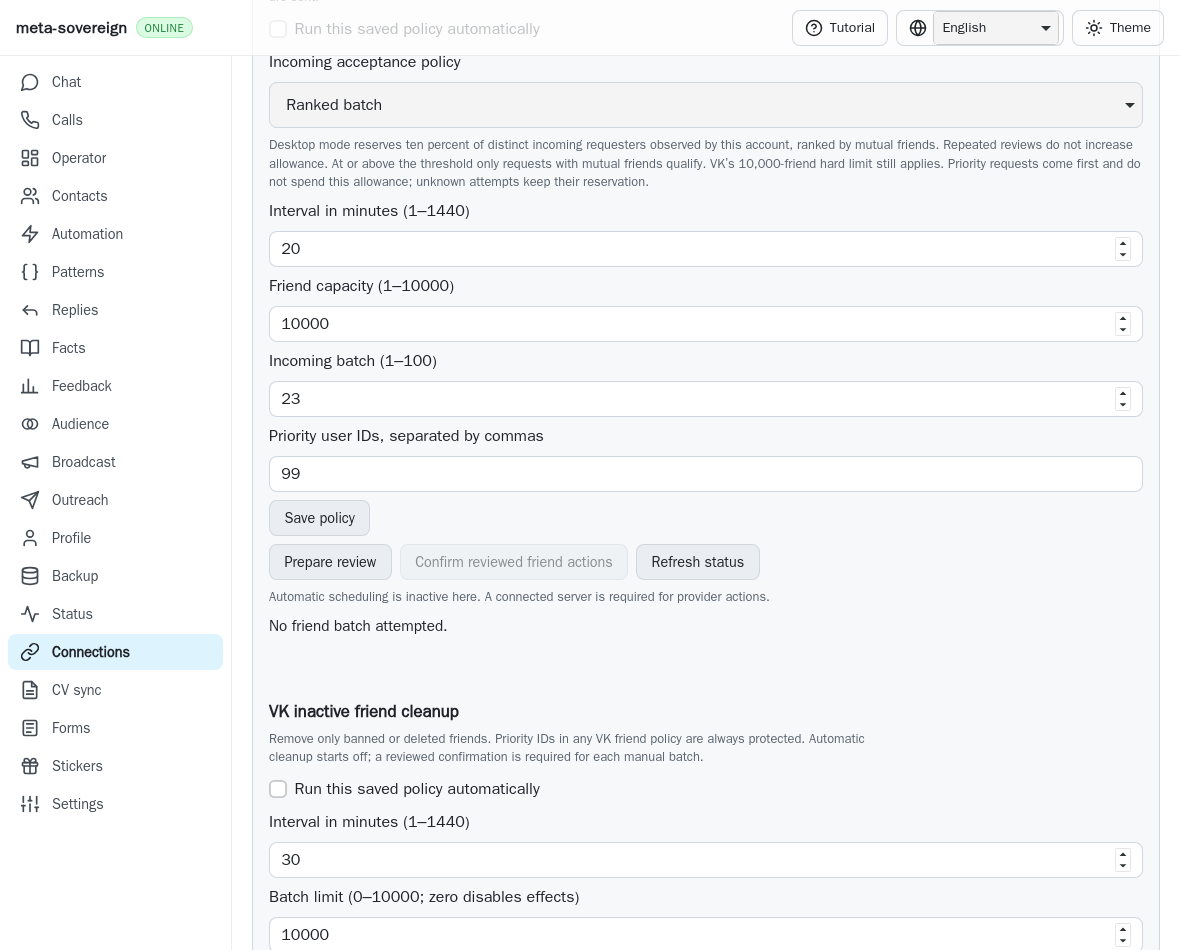 meta-sovereign ONLINE
Run this saved policy automatically
Tutorial
English
Theme
Chat
Calls
Operator
Contacts
Automation
Patterns
Replies
Facts
Feedback
Audience
Broadcast
Outreach
Profile
Backup
Status
Connections
CV sync
Forms
Stickers
Settings
Incoming acceptance policy
Ranked batch
Desktop mode reserves ten percent of distinct incoming requesters observed by this account, ranked by mutual friends. Repeated reviews do not increase
allowance. At or above the threshold only requests with mutual friends qualify. VK's 10,000-friend hard limit still applies. Priority requests come first and do
not spend this allowance; unknown attempts keep their reservation.
Interval in minutes (1–1440)
20
Friend capacity (1–10000)
10000
Incoming batch (1–100)
23
Priority user IDs, separated by commas
99
Save policy
Prepare review
Confirm reviewed friend actions
Refresh status
Automatic scheduling is inactive here. A connected server is required for provider actions.
No friend batch attempted.
VK inactive friend cleanup
Remove only banned or deleted friends. Priority IDs in any VK friend policy are always protected. Automatic
cleanup starts off; a reviewed confirmation is required for each manual batch.
Run this saved policy automatically
Interval in minutes (1–1440)
30
Batch limit (0–10000; zero disables effects)
10000